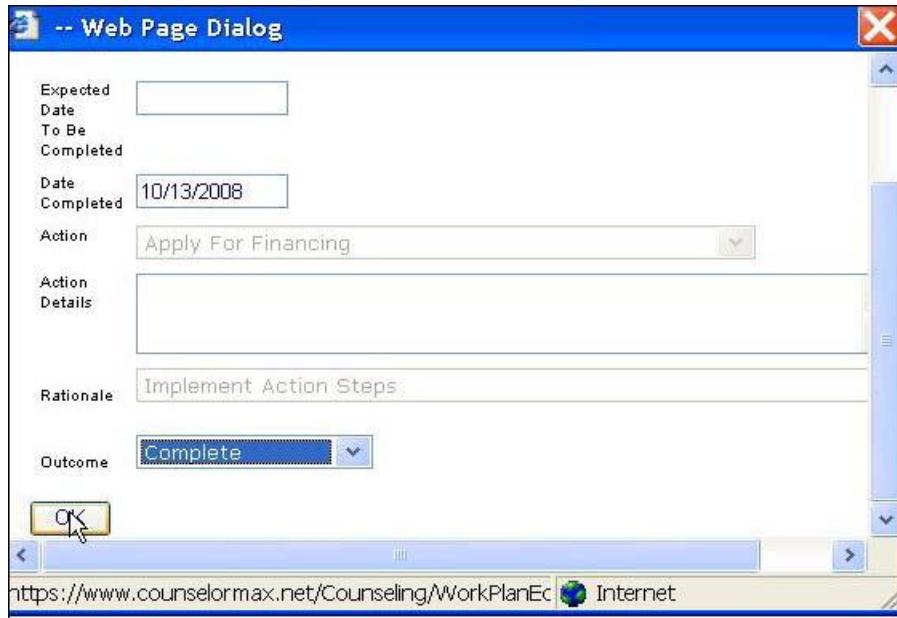 -- Web Page Dialog
Expected
Date
To Be
Completed
Date
Completed
10/13/2008
Action
Apply For Financing
Action
Details
Rationale
Implement Action Steps
Outcome
Complete
OK
https://www.counselormax.net/Counseling/WorkPlanEc
Internet